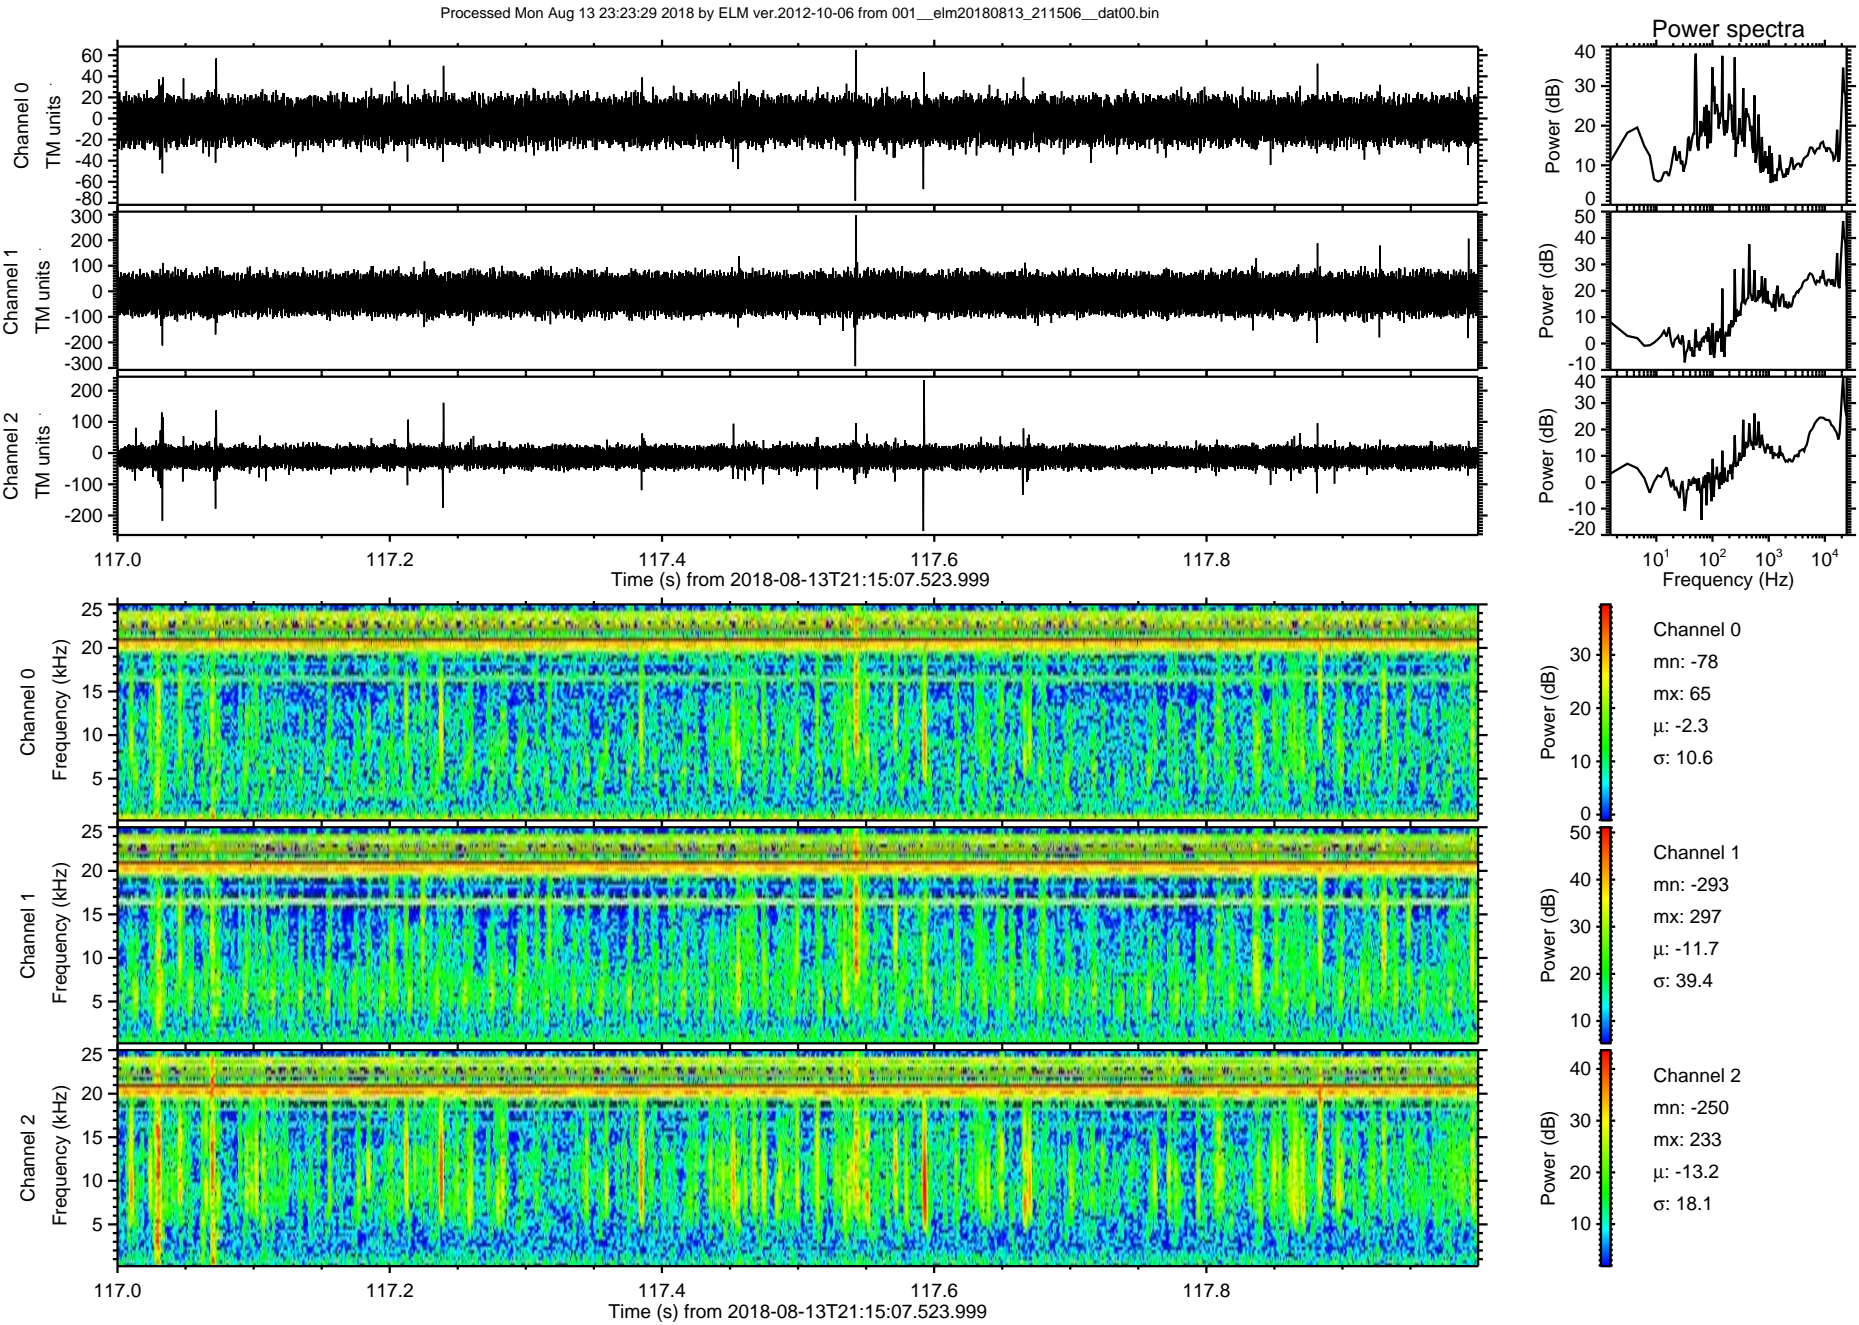 Processed Mon Aug 13 23:23:29 2018 by ELM ver.2012-10-06 from 001__elm20180813_211506__dat00.bin
Power spectra
Channel 0
TM units
60
40
20
0
-20
-40
-60
-80
Power (dB)
40
30
20
10
0
Channel 1
TM units
300
200
100
0
-100
-200
-300
Power (dB)
50
40
30
20
10
0
-10
Channel 2
TM units
200
100
0
-100
-200
Power (dB)
40
30
20
10
0
-10
-20
117.0 117.2 117.4 117.6 117.8
Time (s) from 2018-08-13T21:15:07.523.999
10^1 10^2 10^3 10^4
Frequency (Hz)
Channel 0
Frequency (kHz)
25
20
15
10
5
Power (dB)
30
20
10
0
Channel 0
mn: -78
mx: 65
μ: -2.3
σ: 10.6
Channel 1
Frequency (kHz)
25
20
15
10
5
Power (dB)
50
40
30
20
10
Channel 1
mn: -293
mx: 297
μ: -11.7
σ: 39.4
Channel 2
Frequency (kHz)
25
20
15
10
5
Power (dB)
40
30
20
10
Channel 2
mn: -250
mx: 233
μ: -13.2
σ: 18.1
117.0 117.2 117.4 117.6 117.8
Time (s) from 2018-08-13T21:15:07.523.999